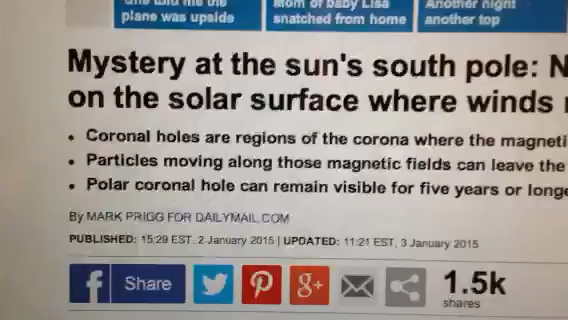 one told me the
plane was upside
Mom of baby Lisa
snatched from home
Another night
another top
Mystery at the sun's south pole: N
on the solar surface where winds
• Coronal holes are regions of the corona where the magneti
• Particles moving along those magnetic fields can leave the
• Polar coronal hole can remain visible for five years or longe
By MARK PRIGG FOR DAILYMAIL.COM
PUBLISHED: 15:29 EST, 2 January 2015 | UPDATED: 11:21 EST, 3 January 2015
f Share
g+
1.5k
shares